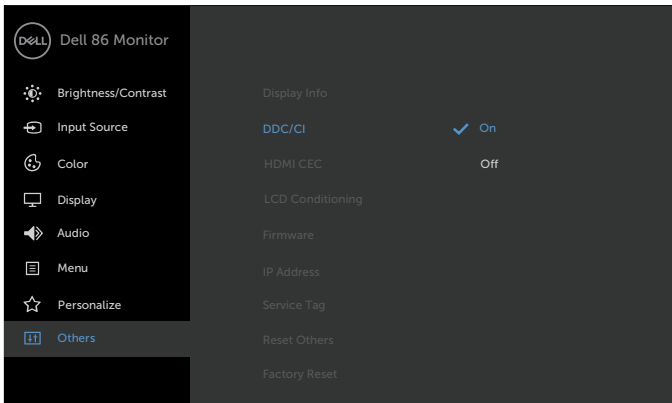 DELL Dell 86 Monitor
Brightness/Contrast
Display Info
Input Source
DDC/CI
On
Color
HDMI CEC
Off
Display
LCD Conditioning
Audio
Firmware
Menu
IP Address
Personalize
Service Tag
Others
Reset Others
Factory Reset